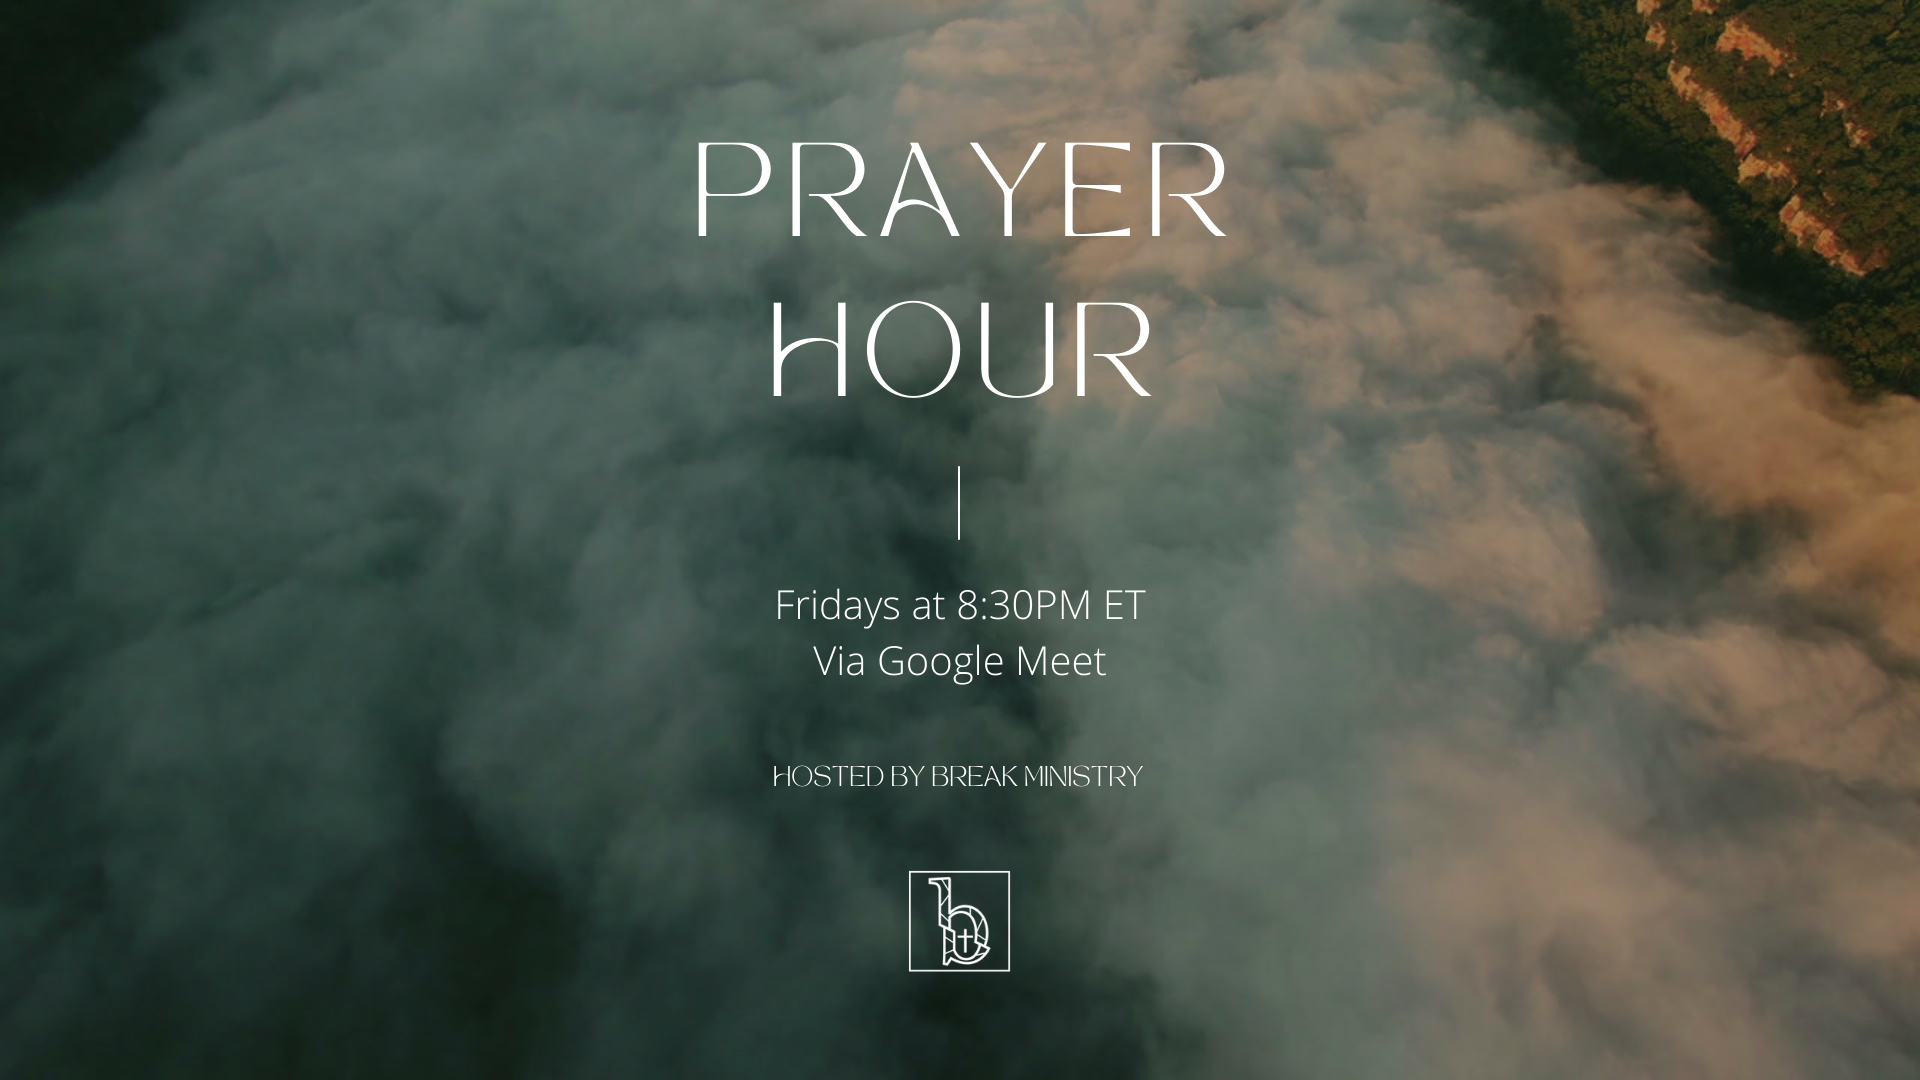 PRAYER
HOUR
Fridays at 8:30PM ET
Via Google Meet
HOSTED BY BREAK MINISTRY
b